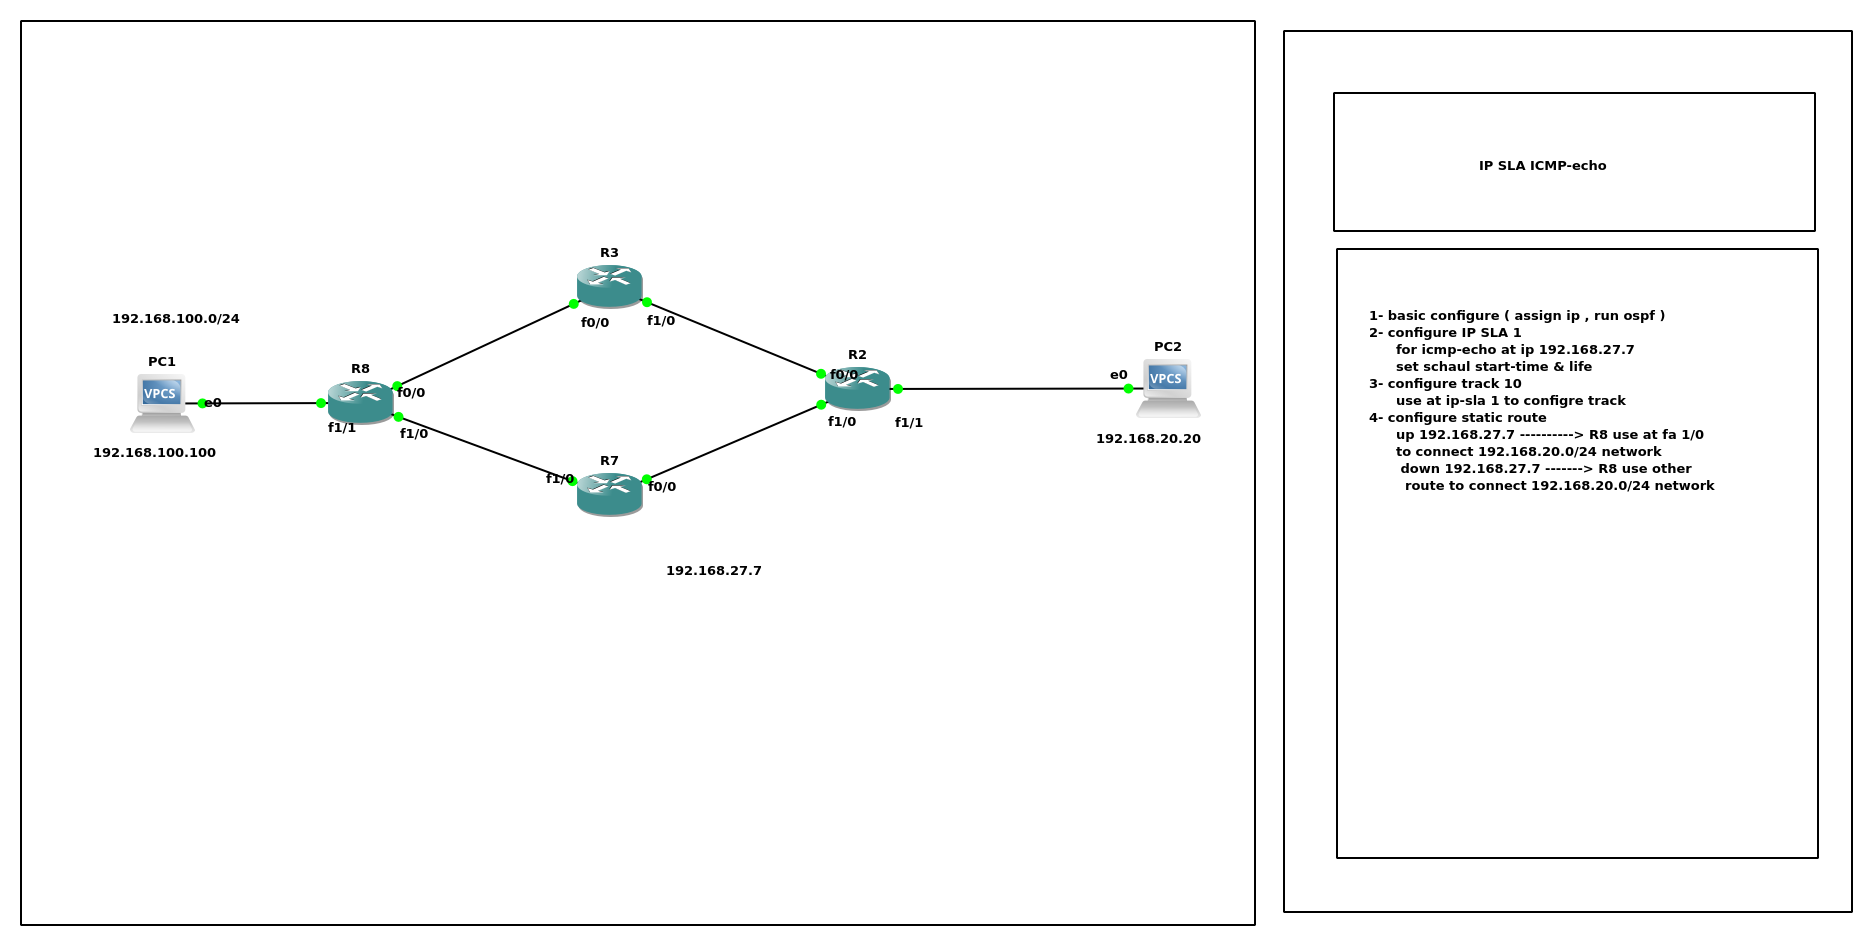 R3
f0/0
f1/0
192.168.100.0/24
PC1
VPCS
e0
192.168.100.100
R8
f0/0
f1/1
f1/0
R2
f0/0
f1/0
f1/1
PC2
e0
VPCS
192.168.20.20
R7
f1/0
f0/0
192.168.27.7
IP SLA ICMP-echo
1- basic configure ( assign ip , run ospf )
2- configure IP SLA 1
for icmp-echo at ip 192.168.27.7
set schaul start-time & life
3- configure track 10
use at ip-sla 1 to configre track
4- configure static route
up 192.168.27.7 ----------> R8 use at fa 1/0
to connect 192.168.20.0/24 network
down 192.168.27.7 -------> R8 use other
route to connect 192.168.20.0/24 network